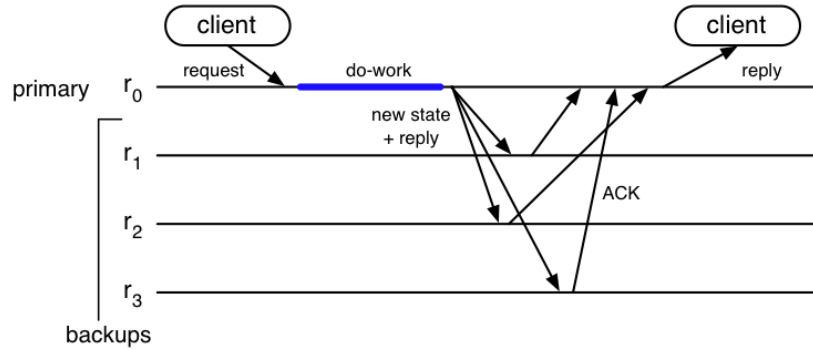 client
client
request
do-work
reply
primary
r0
new state
+ reply
r1
ACK
r2
r3
backups